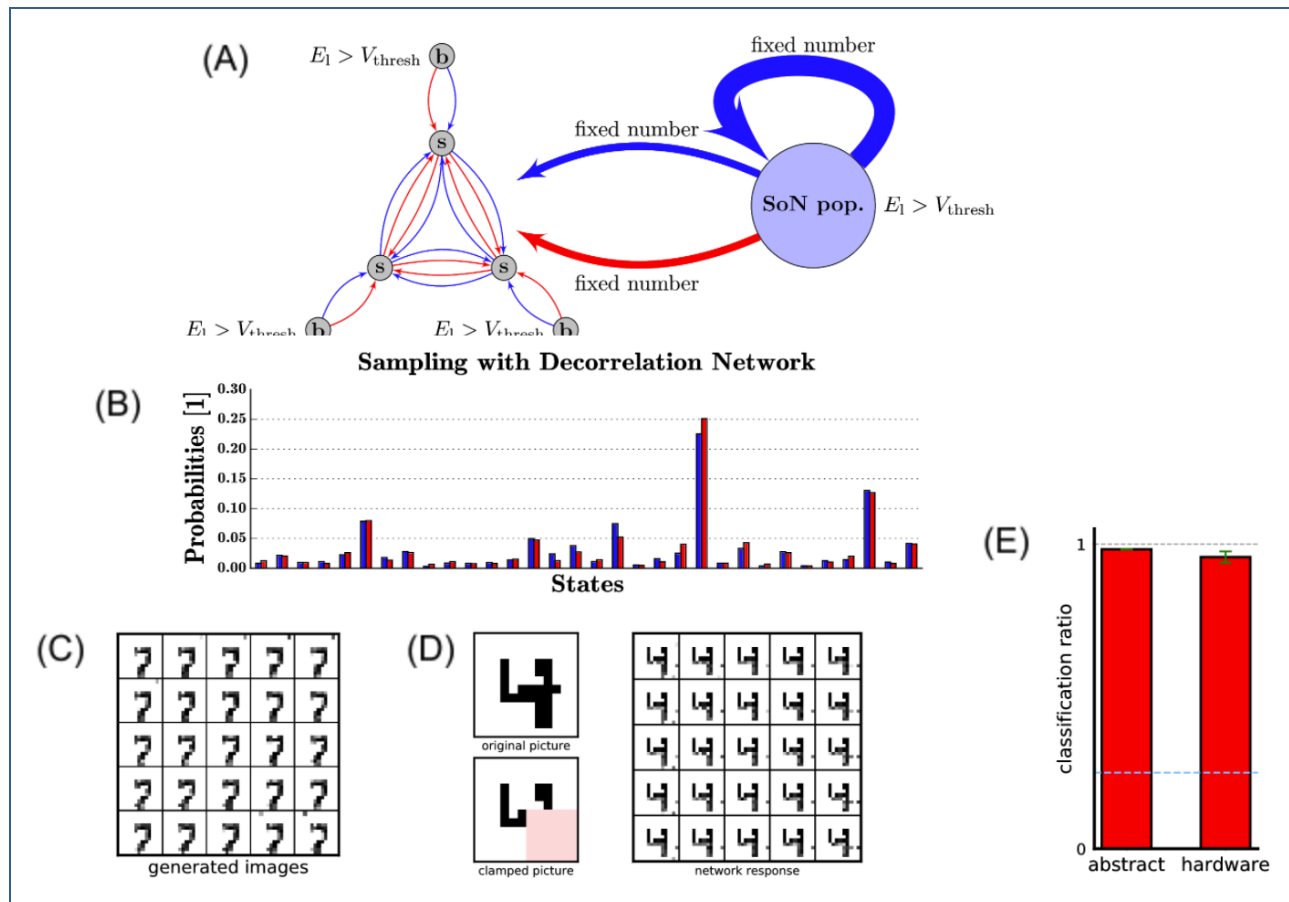 (A)
E_l > V_thresh
b
s
s
s
E_l > V_thresh
b
E_l > V_thresh
b
fixed number
fixed number
SoN pop.
E_l > V_thresh
fixed number
Sampling with Decorrelation Network
(B)
Probabilities [1]
0.30
0.25
0.20
0.15
0.10
0.05
0.00
States
(C)
generated images
(D)
original picture
clamped picture
network response
(E)
classification ratio
1
0
abstract hardware